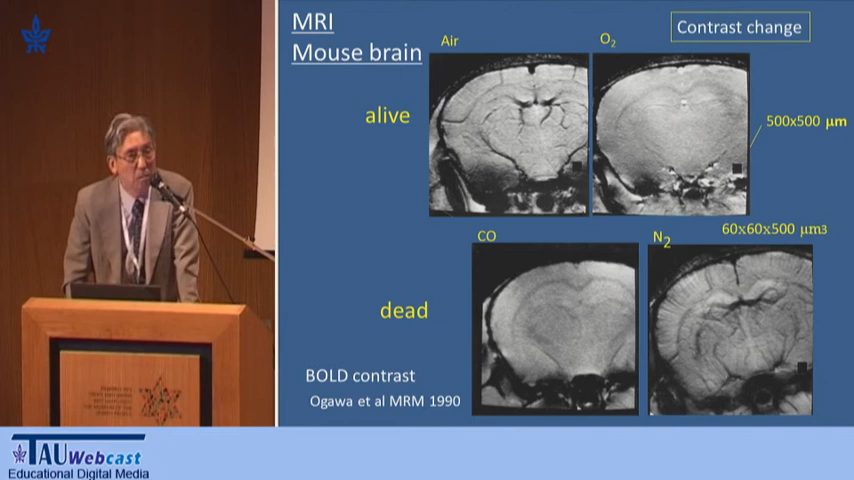 MRI
Mouse brain
Air
O2
Contrast change
alive
500x500 μm
CO
N2
60x60x500 μm3
dead
BOLD contrast
Ogawa et al MRM 1990
TAUWebcast
Educational Digital Media